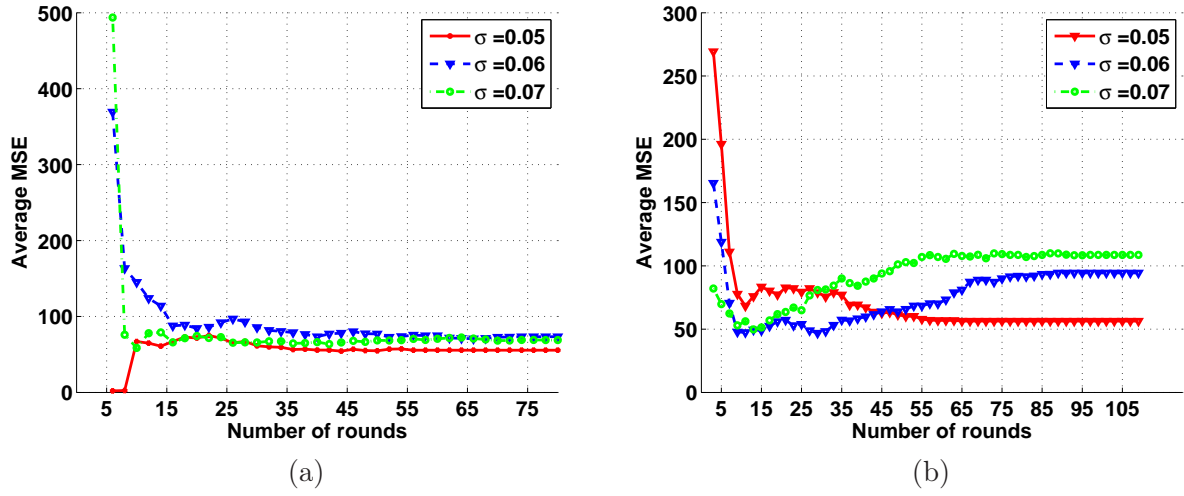 500
400
300
200
100
0
Average MSE
5 15 25 35 45 55 65 75
Number of rounds
σ =0.05
σ =0.06
σ =0.07
(a)
300
250
200
150
100
50
0
Average MSE
5 15 25 35 45 55 65 75 85 95 105
Number of rounds
σ =0.05
σ =0.06
σ =0.07
(b)